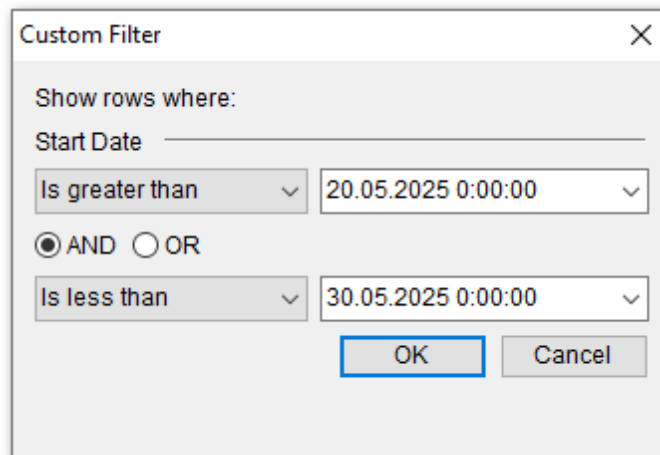 Custom Filter
Show rows where:
Start Date
Is greater than 20.05.2025 0:00:00
AND OR
Is less than 30.05.2025 0:00:00
OK Cancel